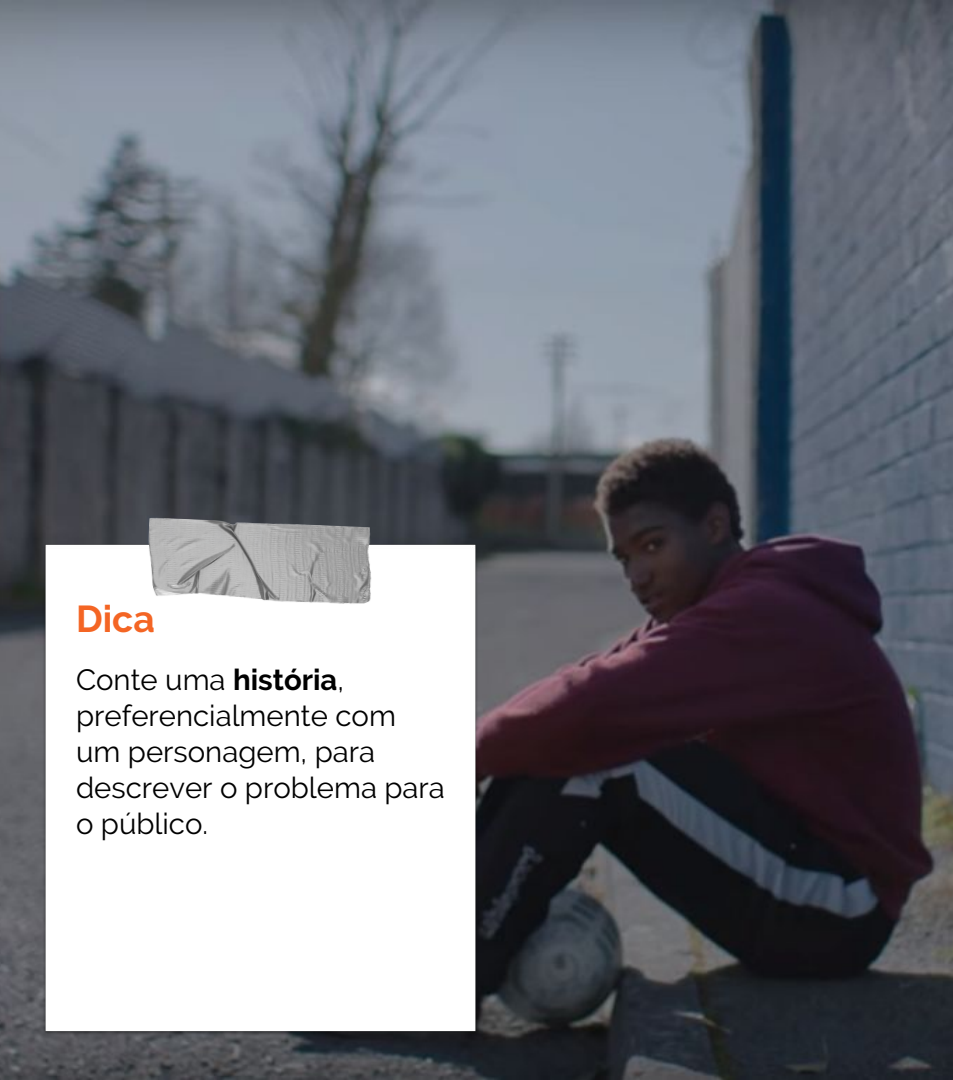 Dica
Conte uma história,
preferencialmente com
um personagem, para
descrever o problema para
o público.